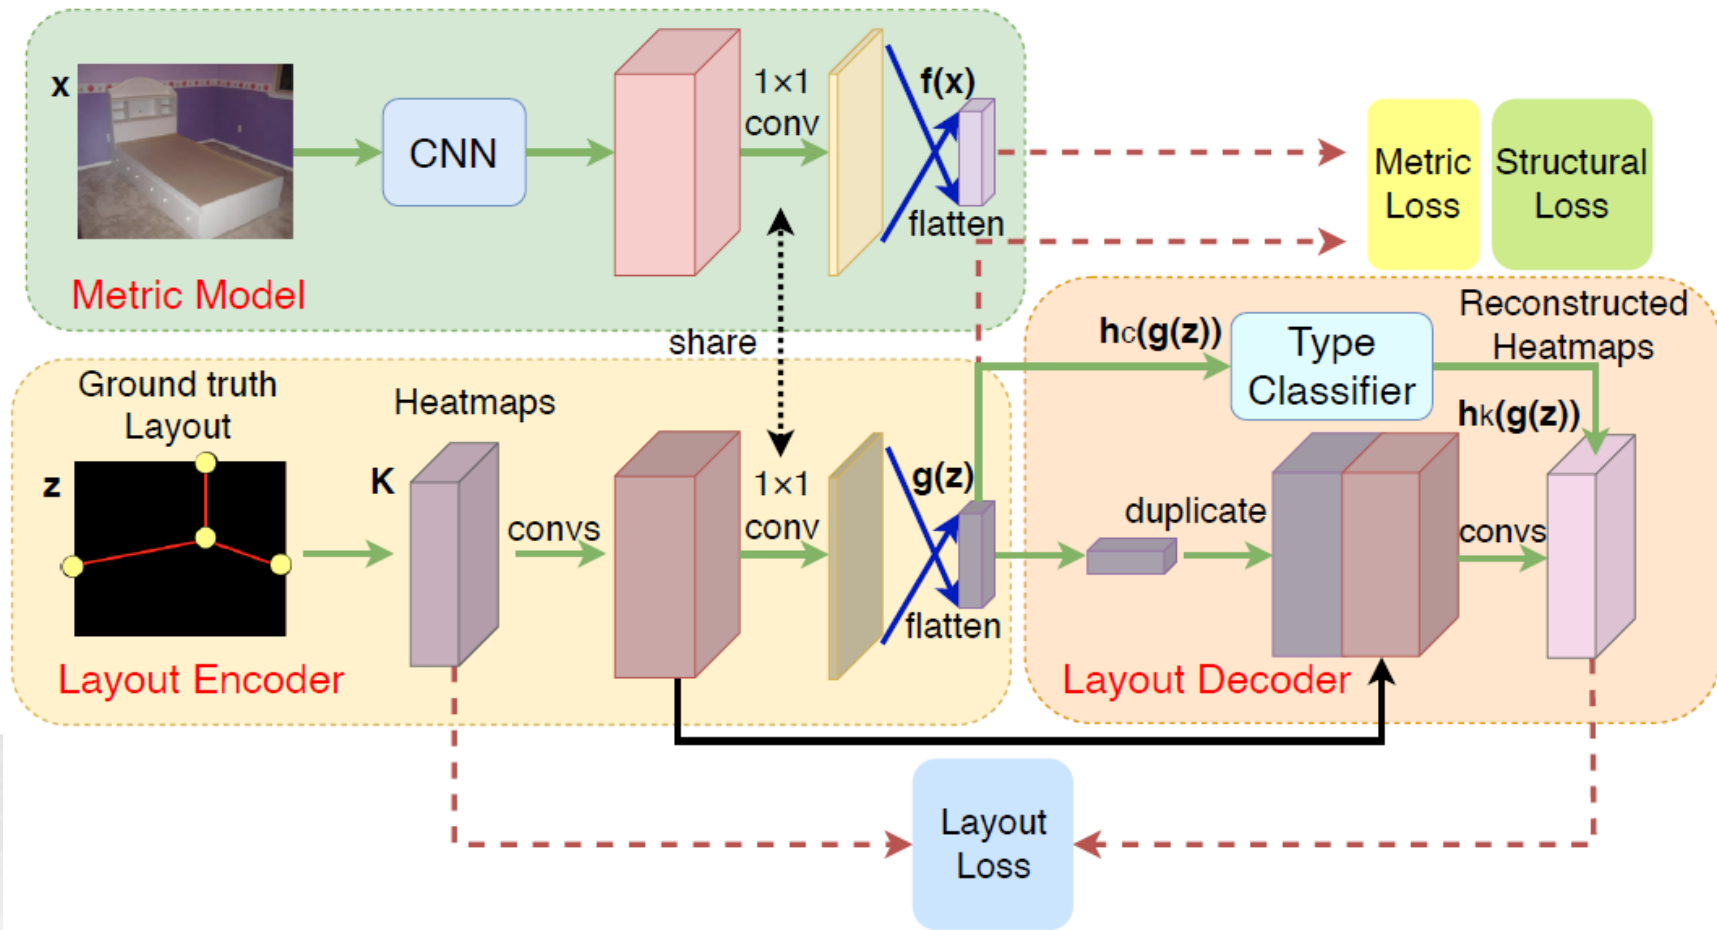 x
CNN
1×1
conv
f(x)
flatten
Metric Model
Metric
Loss
Structural
Loss
share
Ground truth
Layout
z
Heatmaps
K
convs
1×1
conv
g(z)
flatten
Layout Encoder
hc(g(z))
Type
Classifier
Reconstructed
Heatmaps
hk(g(z))
duplicate
convs
Layout Decoder
Layout
Loss